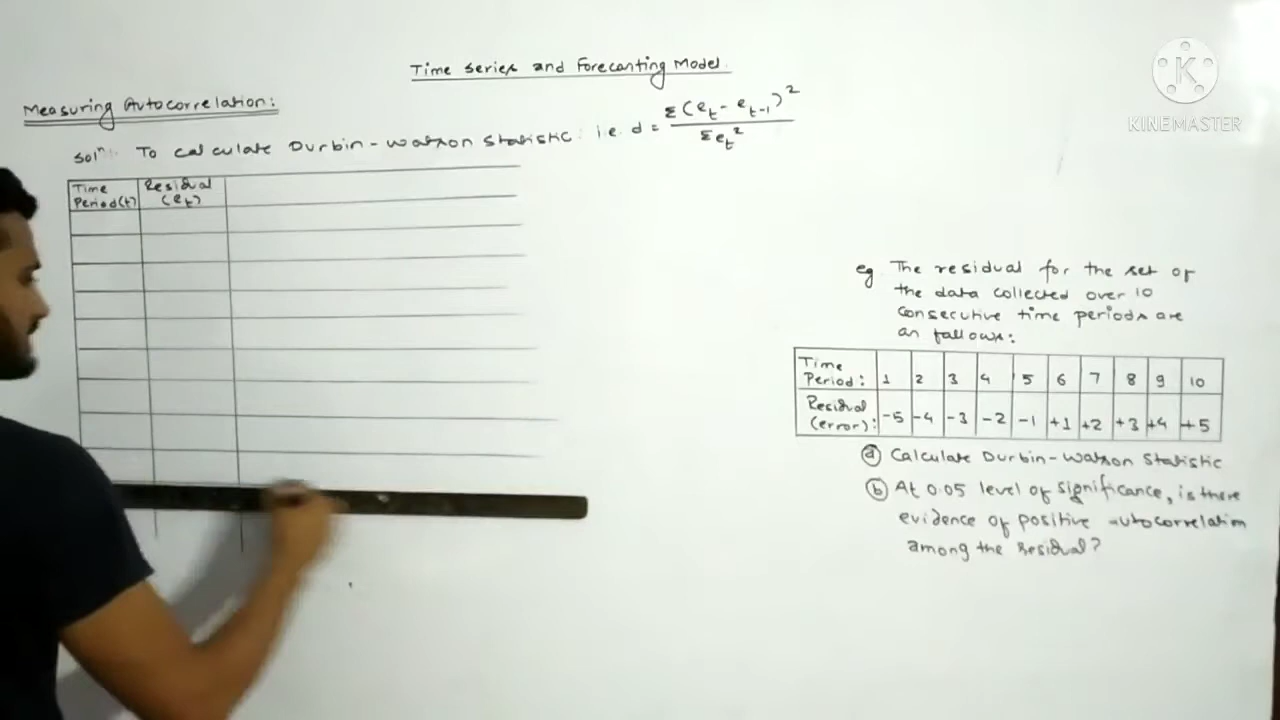 Time Series and Forecasting Model.
Measuring Autocorrelation:
Solⁿ: To calculate Durbin-Watson Statistic: i.e. d = Σ(e_t - e_t-1)² / Σe_t²
Time Period(t) Residual (e_t)
eg The residual for the set of
the data collected over 10
consecutive time periods are
as follows:
Time Period: 1 2 3 4 5 6 7 8 9 10
Residual (error): -5 -4 -3 -2 -1 +1 +2 +3 +4 +5
(a) Calculate Durbin-Watson Statistic
(b) At 0.05 level of significance, is there
evidence of positive autocorrelation
among the residual?
KINEMASTER